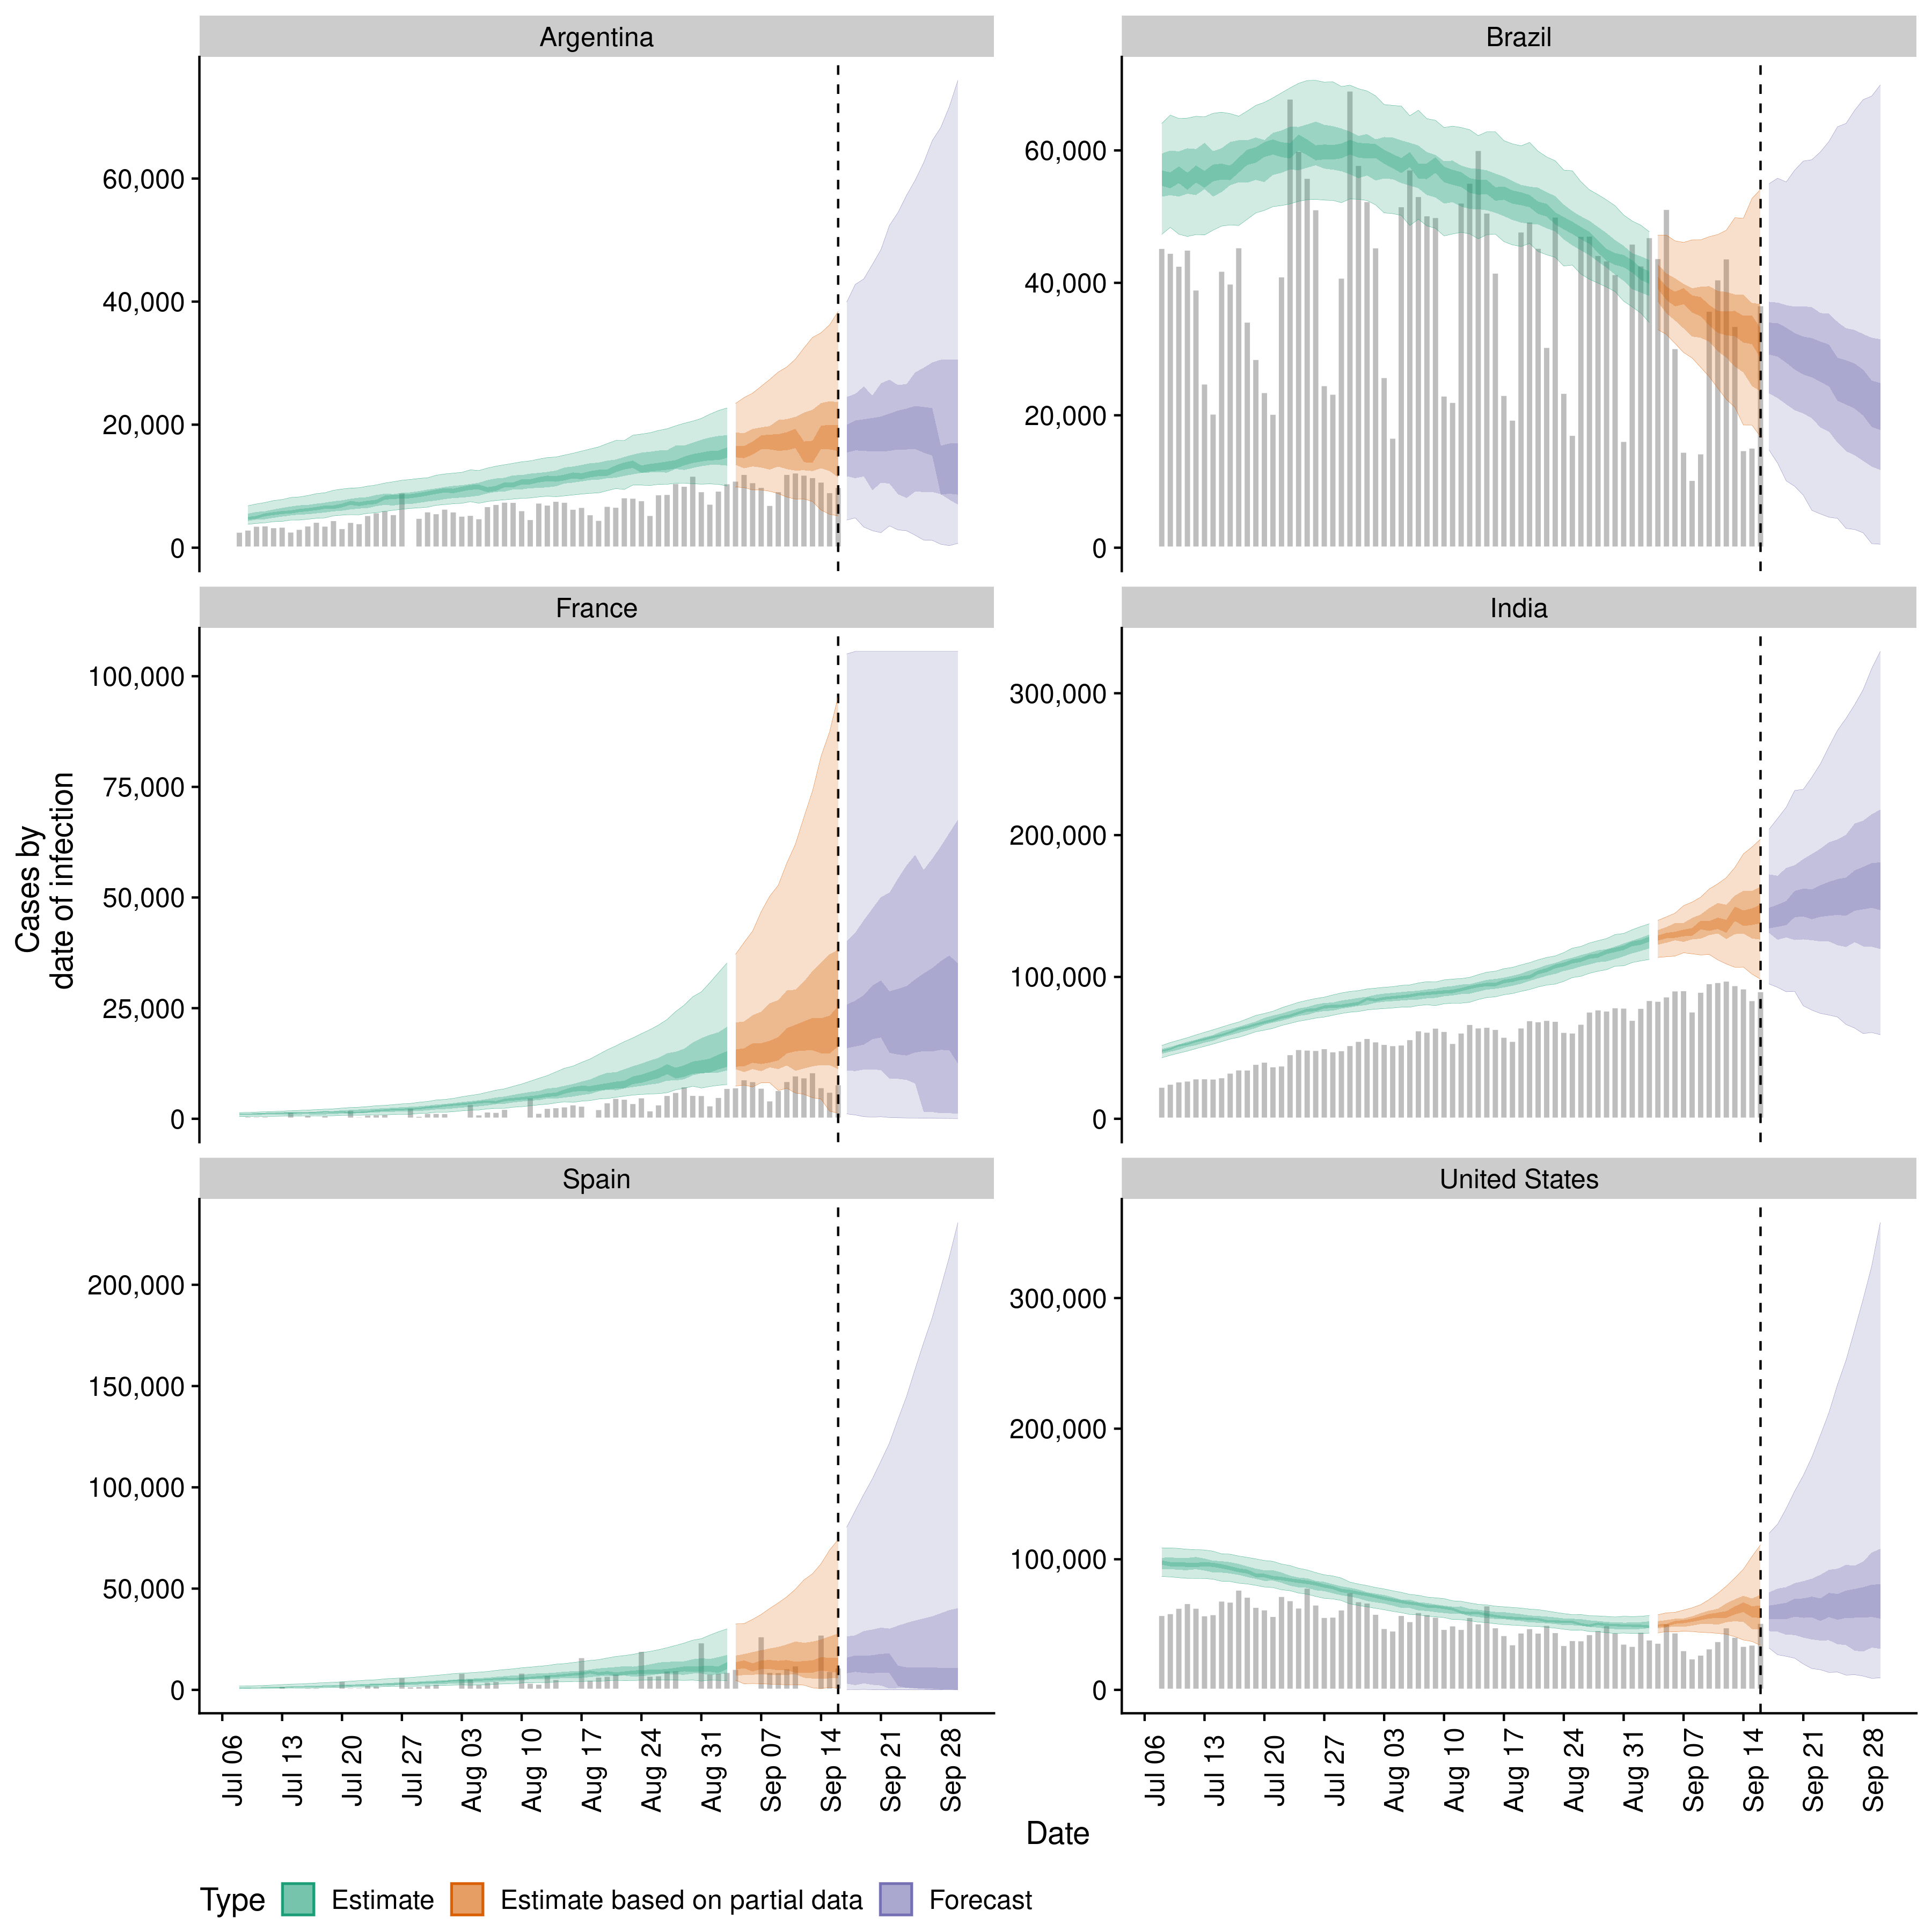 Argentina
Brazil
60,000
40,000
20,000
0
60,000
40,000
20,000
0
France
India
100,000
75,000
50,000
25,000
0
300,000
200,000
100,000
0
Cases by
date of infection
Spain
United States
200,000
150,000
100,000
50,000
0
300,000
200,000
100,000
0
Jul 06
Jul 13
Jul 20
Jul 27
Aug 03
Aug 10
Aug 17
Aug 24
Aug 31
Sep 07
Sep 14
Sep 21
Sep 28
Jul 06
Jul 13
Jul 20
Jul 27
Aug 03
Aug 10
Aug 17
Aug 24
Aug 31
Sep 07
Sep 14
Sep 21
Sep 28
Date
Type Estimate Estimate based on partial data Forecast